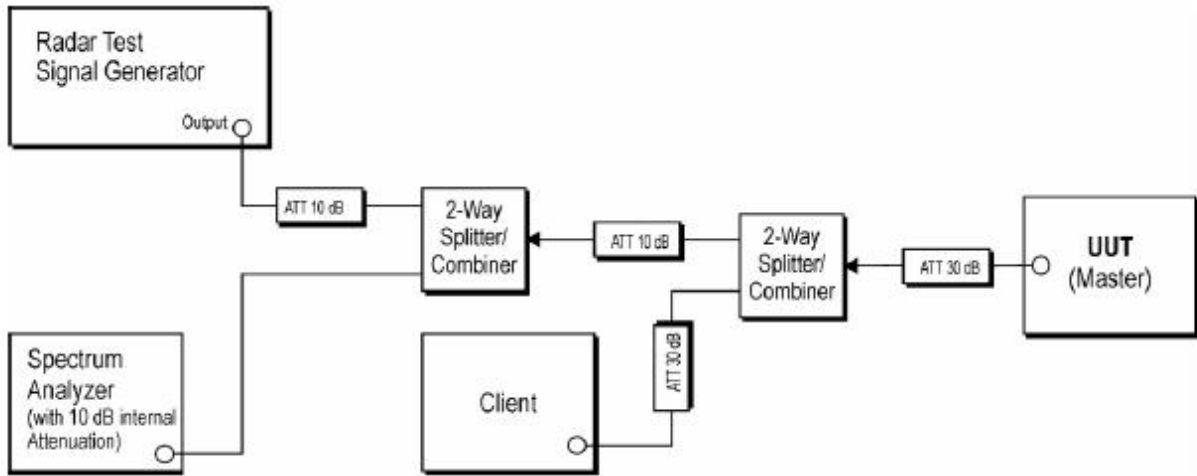 Radar Test
Signal Generator
Output
ATT 10 dB
2-Way
Splitter/
Combiner
ATT 10 dB
2-Way
Splitter/
Combiner
ATT 30 dB
UUT
(Master)
Spectrum
Analyzer
(with 10 dB internal
Attenuation)
Client
ATT 30 dB